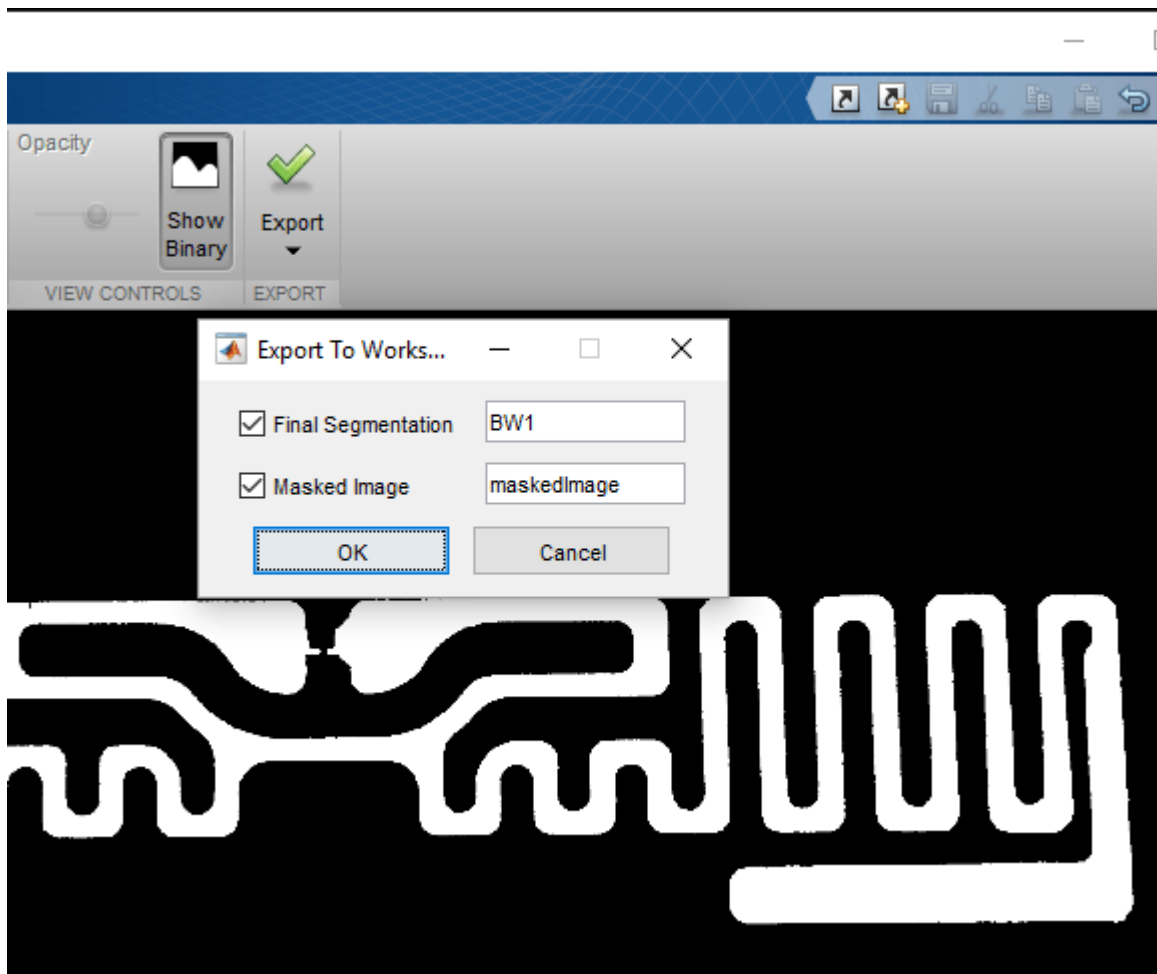 Opacity
Show
Binary
Export
VIEW CONTROLS
EXPORT
Export To Works...
Final Segmentation
BW1
Masked Image
maskedImage
OK
Cancel